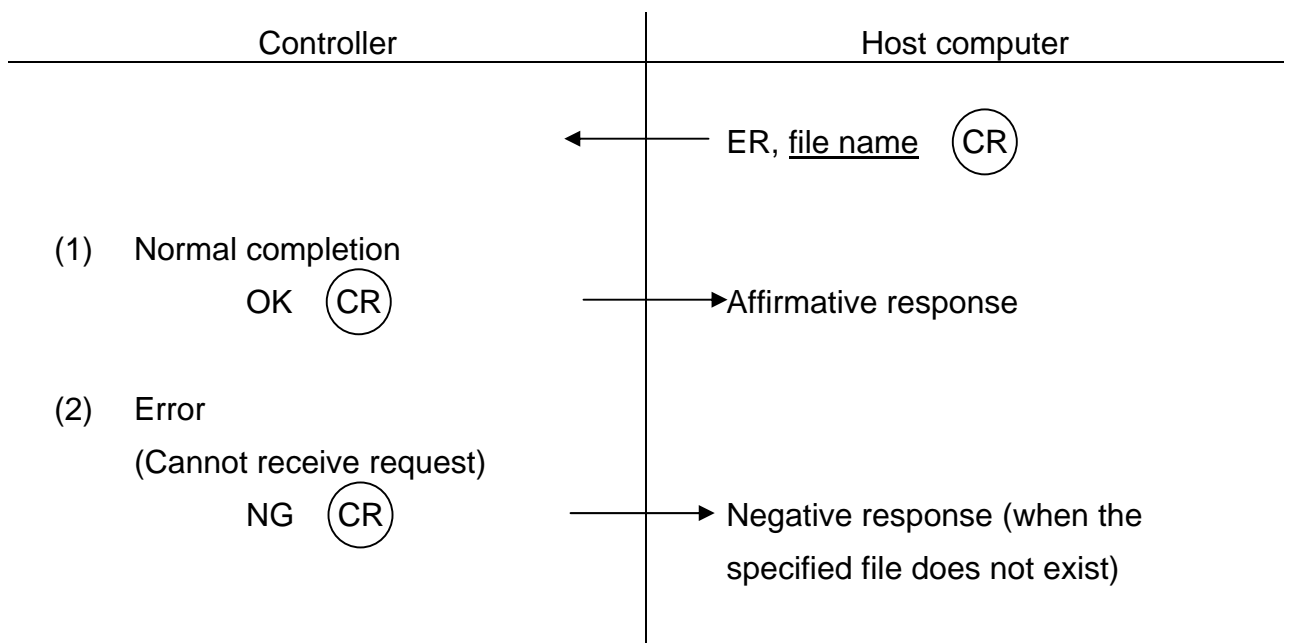 Controller Host computer
ER, file name CR
(1) Normal completion
OK CR Affirmative response
(2) Error
(Cannot receive request)
NG CR Negative response (when the
specified file does not exist)